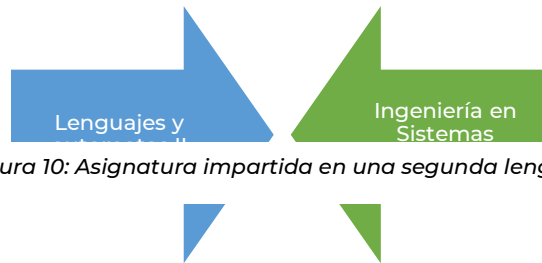 Lenguajes y
Ingeniería en
Sistemas
ura 10: Asignatura impartida en una segunda leng